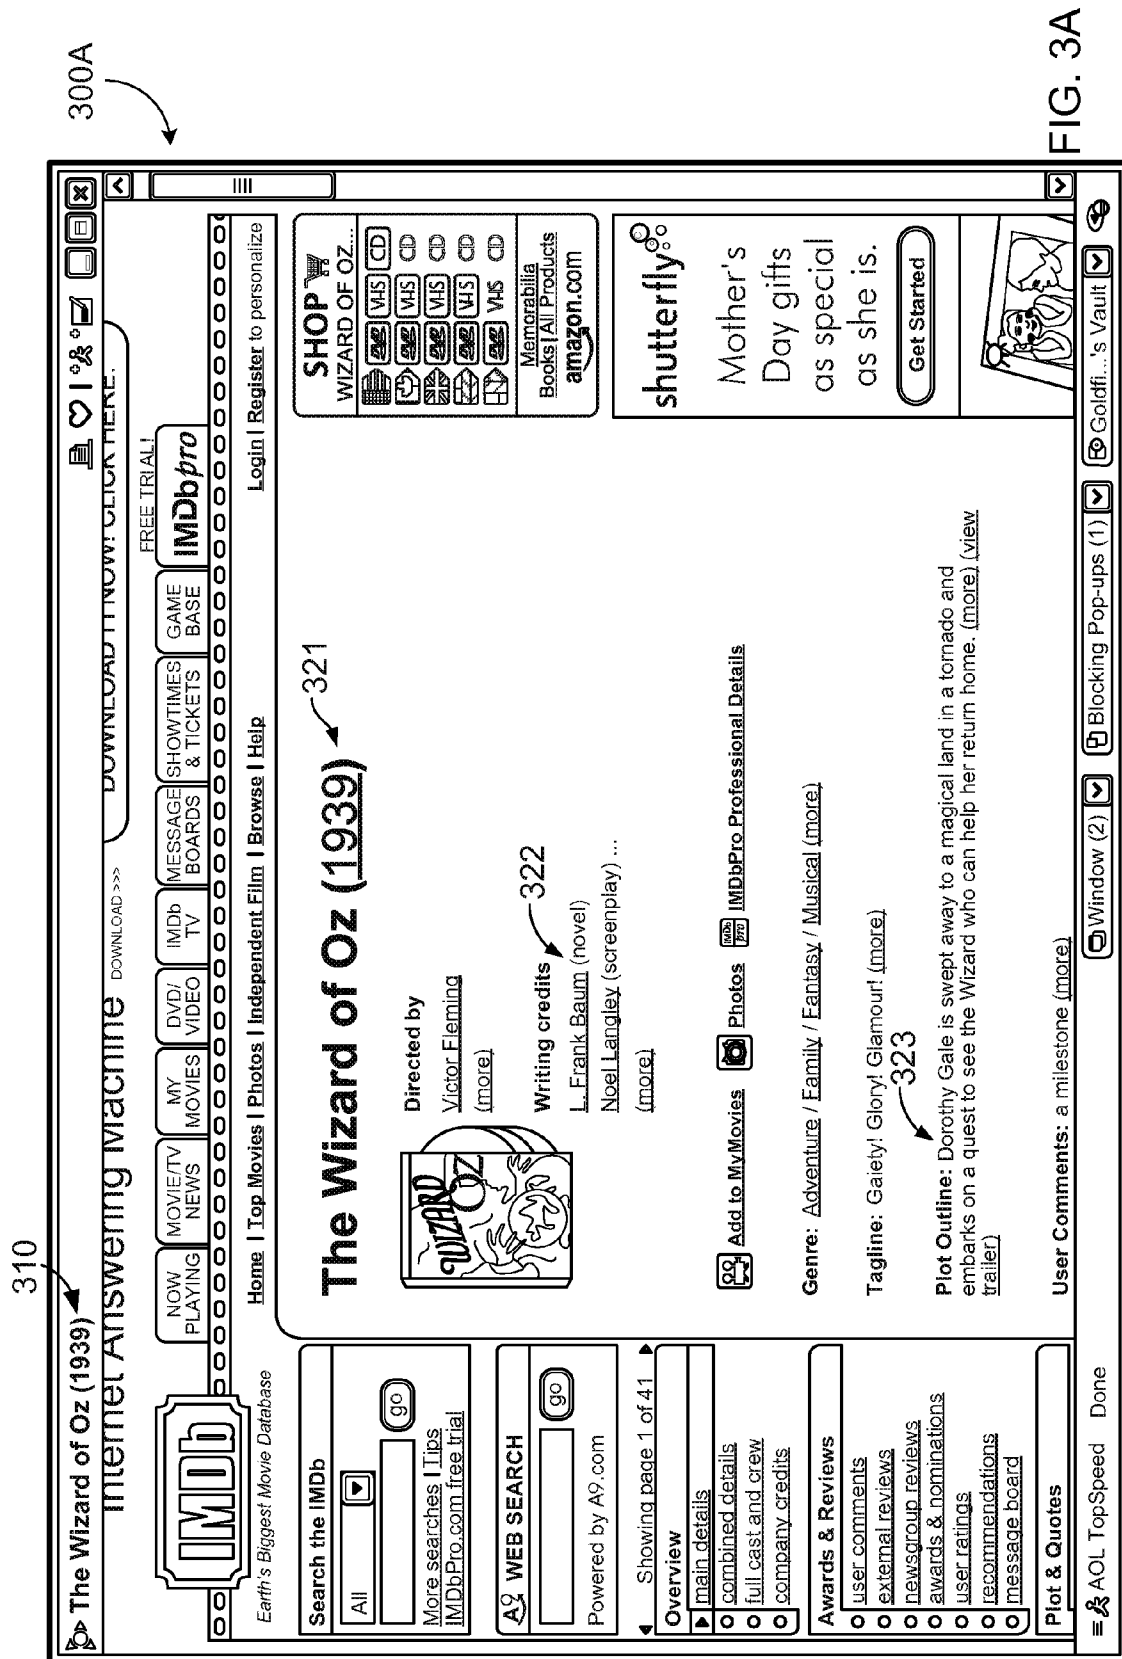 310
300A
The Wizard of Oz (1939)
Internet Answering Machine DOWNLOAD >>>
DOWNLOAD IT NOW! CLICK HERE.
FREE TRIAL!
IMDb
NOW PLAYING
MOVIE/TV NEWS
MY MOVIES
DVD/ VIDEO
IMDb TV
MESSAGE BOARDS
SHOWTIMES & TICKETS
GAME BASE
IMDbpro
Earth's Biggest Movie Database
Home | Top Movies | Photos | Independent Film | Browse | Help
Login | Register to personalize
Search the IMDb
All
go
More searches | Tips
IMDbPro.com free trial
A9 WEB SEARCH
go
Powered by A9.com
Showing page 1 of 41
Overview
main details
combined details
full cast and crew
company credits
Awards & Reviews
user comments
external reviews
newsgroup reviews
awards & nominations
user ratings
recommendations
message board
Plot & Quotes
The Wizard of Oz (1939)
321
WIZARD
OZ
Directed by
Victor Fleming
(more)
Writing credits
322
L. Frank Baum (novel)
Noel Langley (screenplay) ...
(more)
Add to MyMovies Photos IMDb pro IMDbPro Professional Details
Genre: Adventure / Family / Fantasy / Musical (more)
Tagline: Gaiety! Glory! Glamour! (more)
323
Plot Outline: Dorothy Gale is swept away to a magical land in a tornado and
embarks on a quest to see the Wizard who can help her return home. (more) (view
trailer)
User Comments: a milestone (more)
SHOP
WIZARD OF OZ...
DVD VHS CD
DVD VHS CD
DVD VHS CD
DVD VHS CD
DVD VHS CD
Memorabilia
Books | All Products
amazon.com
shutterfly
Mother's
Day gifts
as special
as she is.
Get Started
AOL TopSpeed Done
Window (2)
Blocking Pop-ups (1)
Goldfi...'s Vault
FIG. 3A